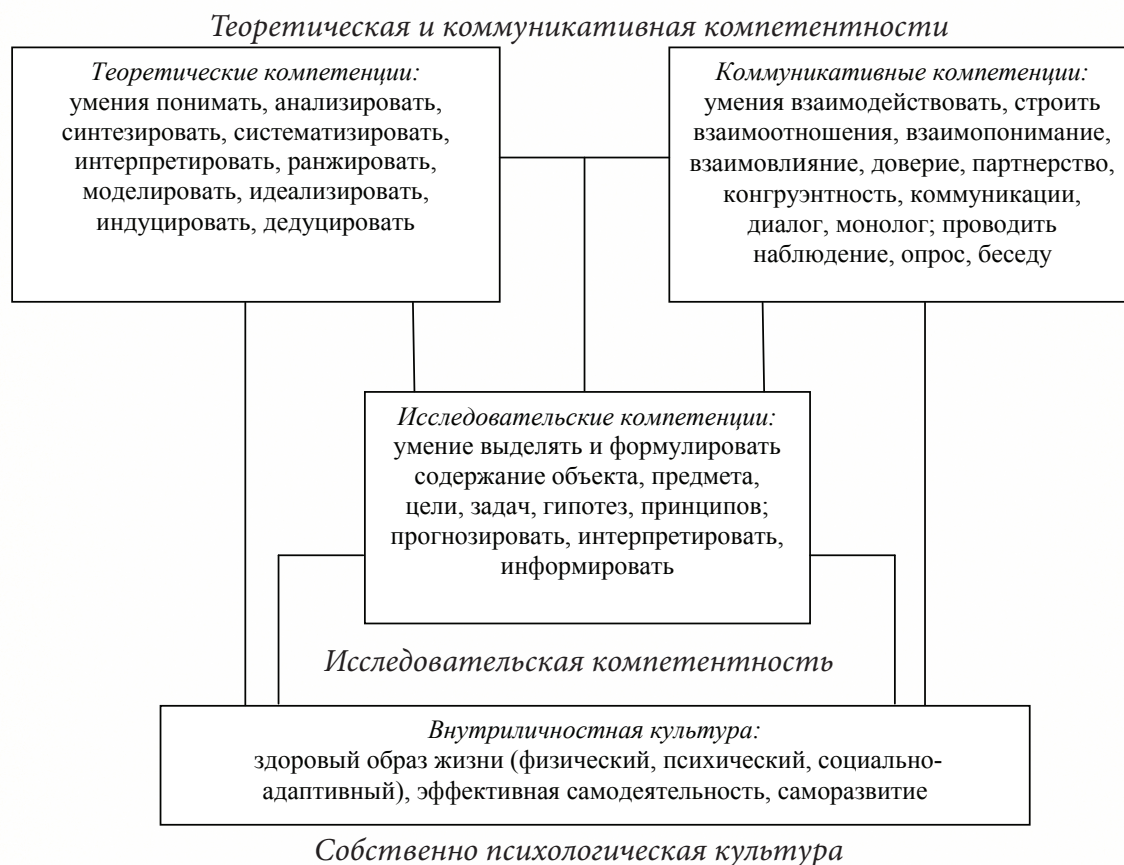 Теоретическая и коммуникативная компетентности
Теоретические компетенции:
умения понимать, анализировать,
синтезировать, систематизировать,
интерпретировать, ранжировать,
моделировать, идеализировать,
индуцировать, дедуцировать
Коммуникативные компетенции:
умения взаимодействовать, строить
взаимоотношения, взаимопонимание,
взаимовлияние, доверие, партнерство,
конгруэнтность, коммуникации,
диалог, монолог; проводить
наблюдение, опрос, беседу
Исследовательские компетенции:
умение выделять и формулировать
содержание объекта, предмета,
цели, задач, гипотез, принципов;
прогнозировать, интерпретировать,
информировать
Исследовательская компетентность
Внутриличностная культура:
здоровый образ жизни (физический, психический, социально-
адаптивный), эффективная самодеятельность, саморазвитие
Собственно психологическая культура